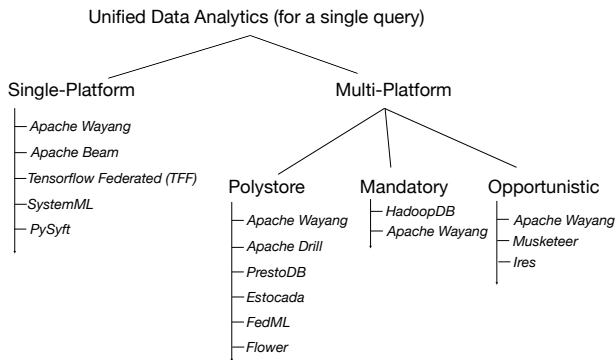 Unified Data Analytics (for a single query)
Single-Platform
Multi-Platform
Apache Wayang
Apache Beam
Tensorflow Federated (TFF)
SystemML
PySyft
Polystore
Mandatory
Opportunistic
Apache Wayang
Apache Drill
PrestoDB
Estocada
FedML
Flower
HadoopDB
Apache Wayang
Apache Wayang
Musketeer
Ires